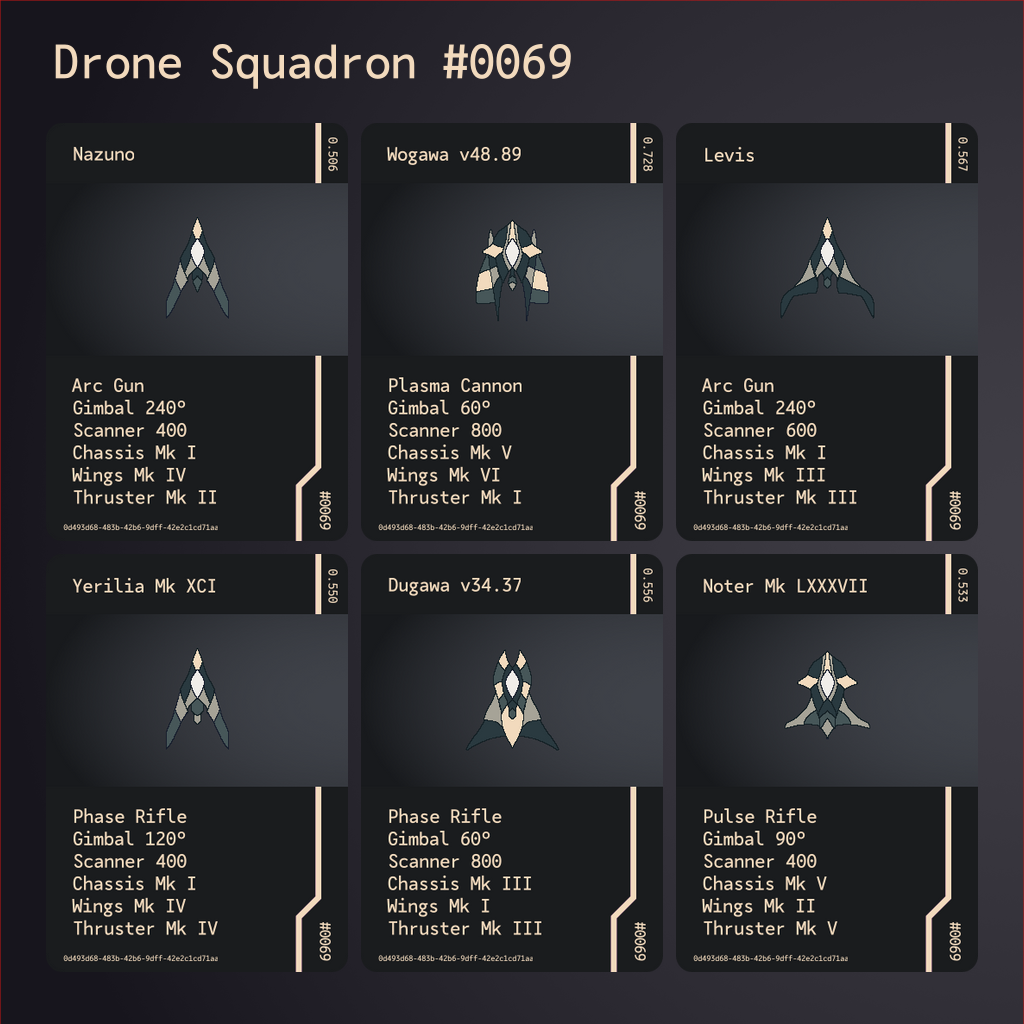 Drone Squadron #0069
Nazuno
0.506
Arc Gun
Gimbal 240º
Scanner 400
Chassis Mk I
Wings Mk IV
Thruster Mk II
#0069
0d493d68-483b-42b6-9dff-42e2c1cd71aa
Wogawa v48.89
0.728
Plasma Cannon
Gimbal 60º
Scanner 800
Chassis Mk V
Wings Mk VI
Thruster Mk I
#0069
0d493d68-483b-42b6-9dff-42e2c1cd71aa
Levis
0.567
Arc Gun
Gimbal 240º
Scanner 600
Chassis Mk I
Wings Mk III
Thruster Mk III
#0069
0d493d68-483b-42b6-9dff-42e2c1cd71aa
Yerilia Mk XCI
0.550
Phase Rifle
Gimbal 120º
Scanner 400
Chassis Mk I
Wings Mk IV
Thruster Mk IV
#0069
0d493d68-483b-42b6-9dff-42e2c1cd71aa
Dugawa v34.37
0.556
Phase Rifle
Gimbal 60º
Scanner 800
Chassis Mk III
Wings Mk I
Thruster Mk III
#0069
0d493d68-483b-42b6-9dff-42e2c1cd71aa
Noter Mk LXXXVII
0.533
Pulse Rifle
Gimbal 90º
Scanner 400
Chassis Mk V
Wings Mk II
Thruster Mk V
#0069
0d493d68-483b-42b6-9dff-42e2c1cd71aa